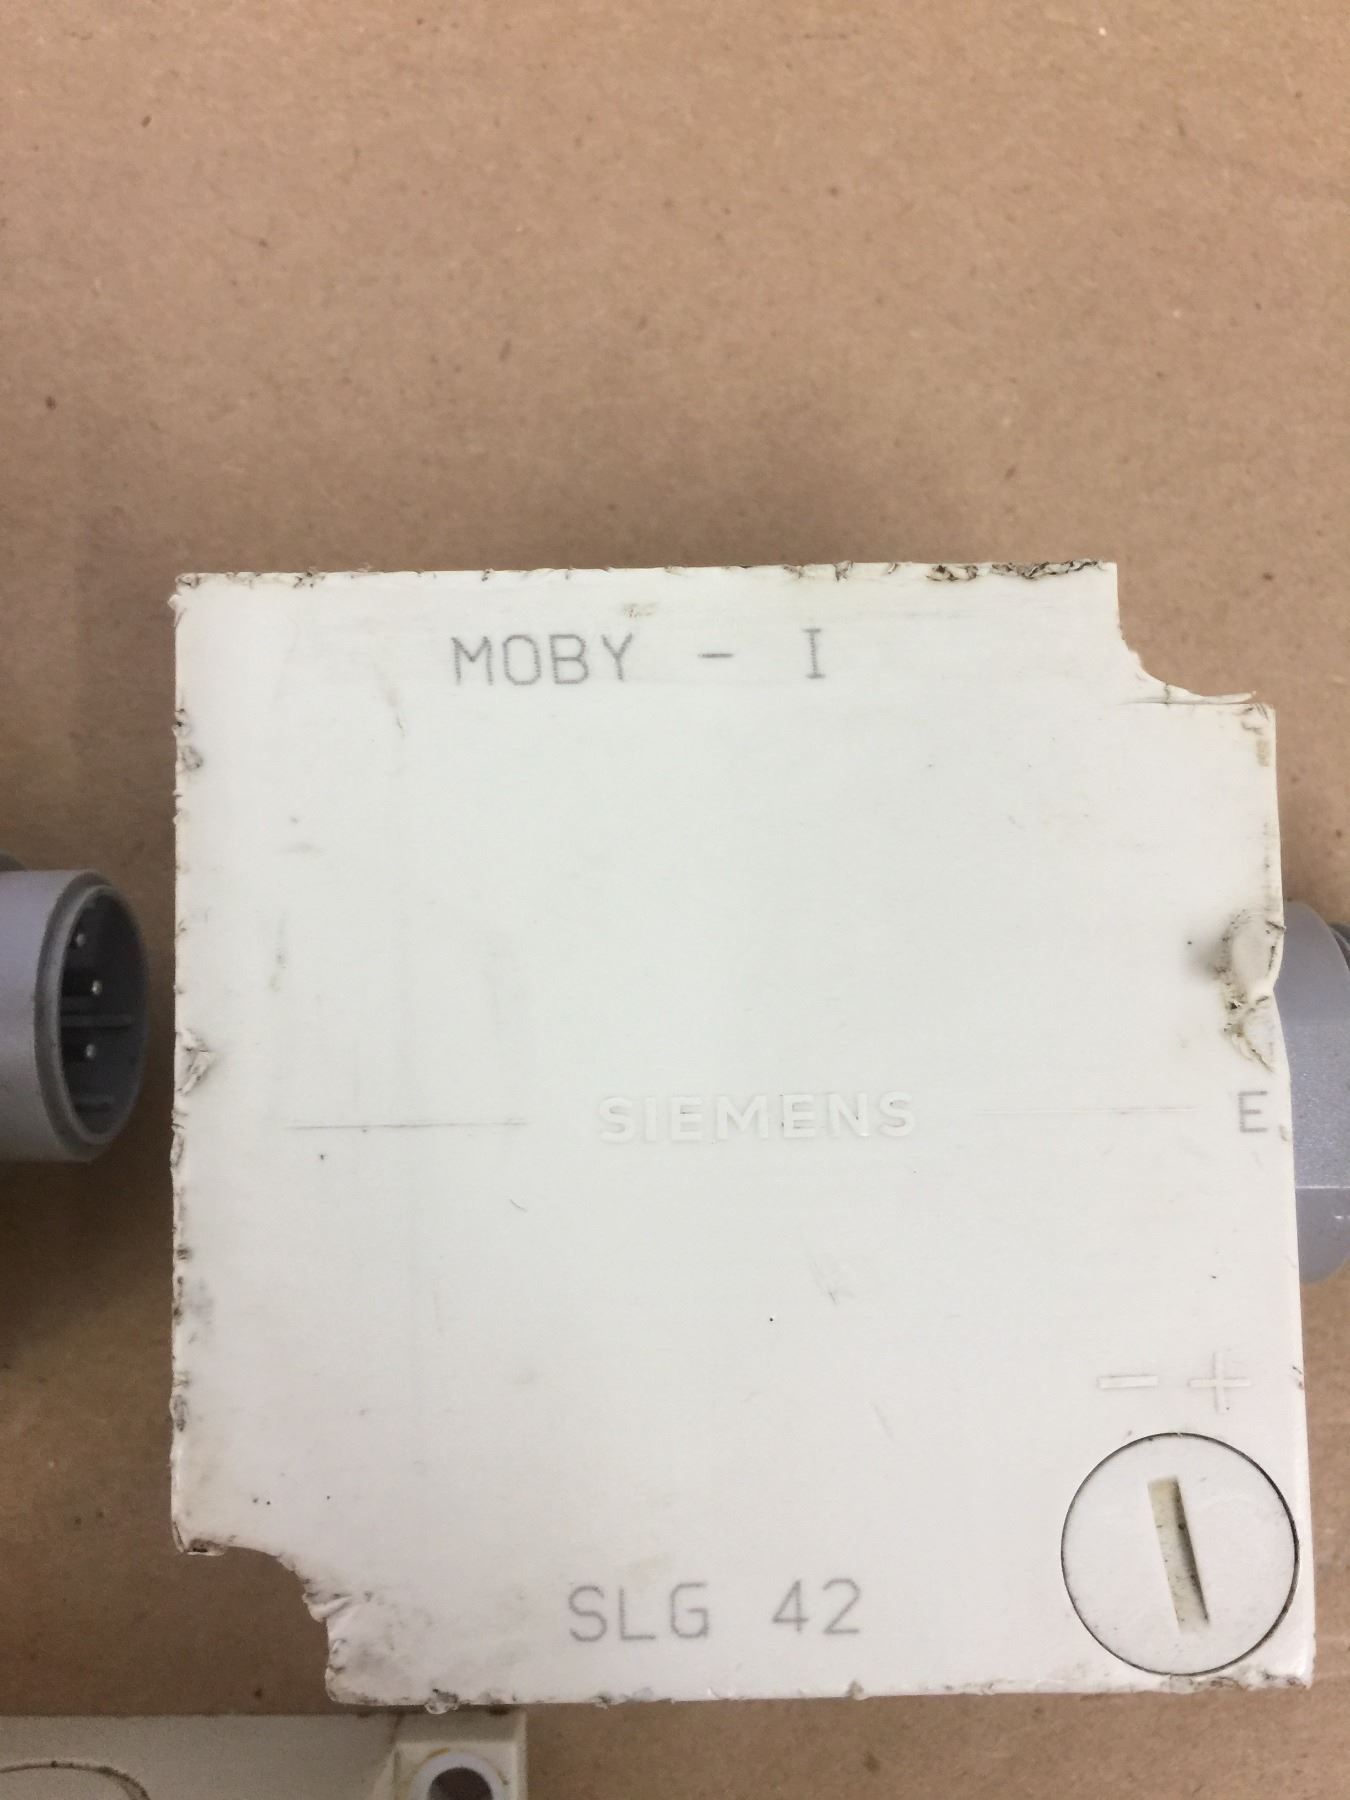 MOBY - I
SIEMENS
E
- +
SLG 42